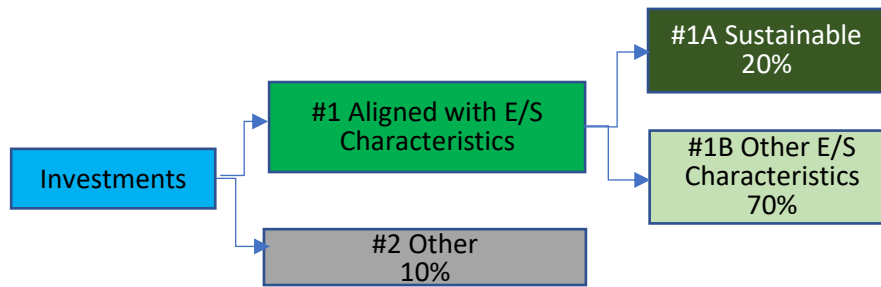 #1A Sustainable
20%
#1 Aligned with E/S
Characteristics
#1B Other E/S
Characteristics
70%
Investments
#2 Other
10%